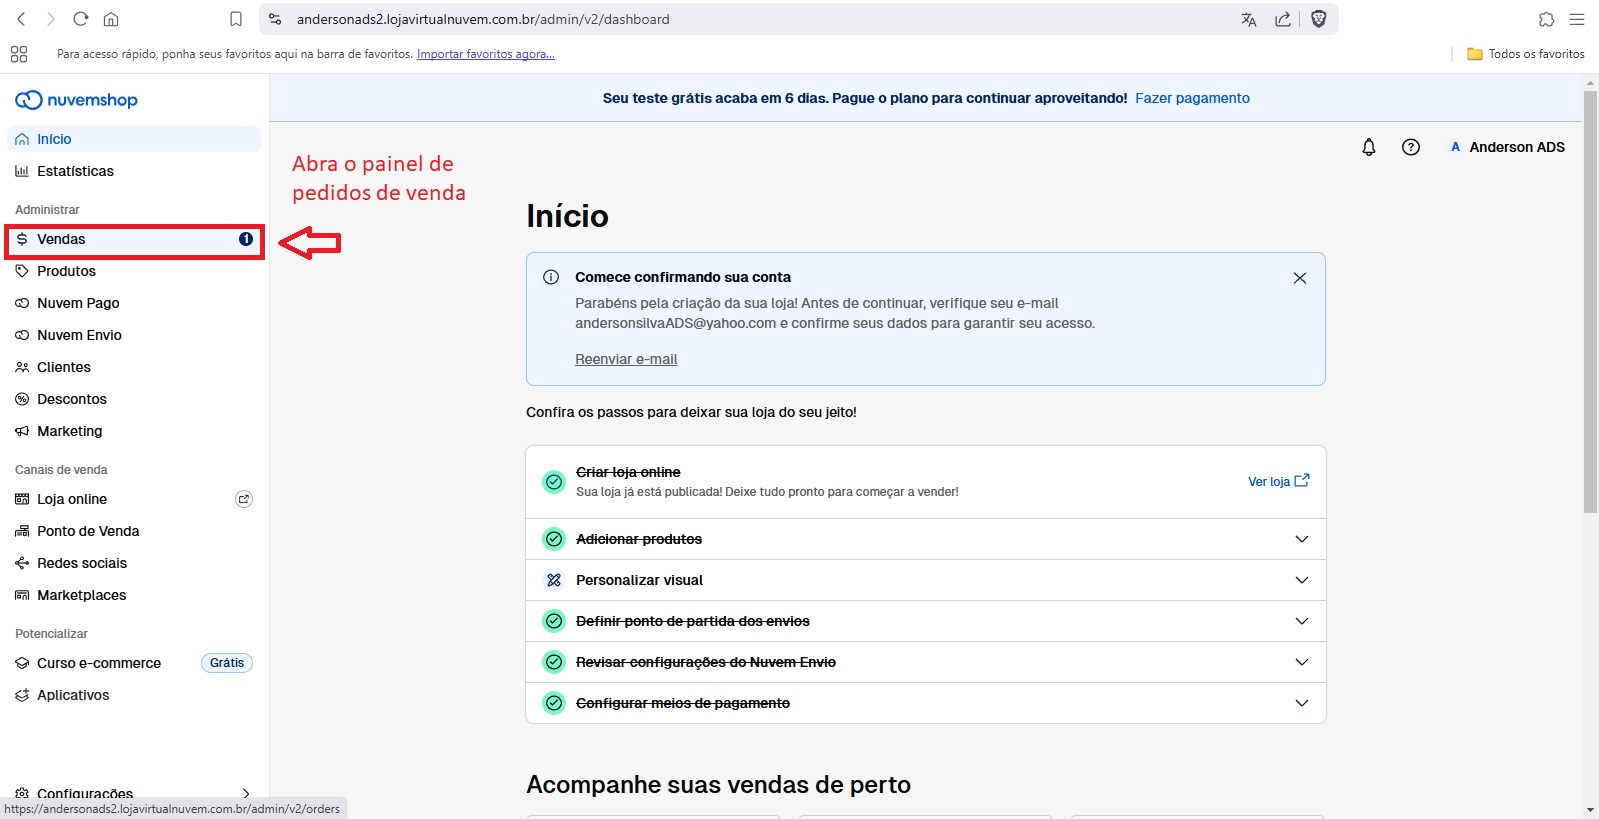 andersonads2.lojavirtualnuvem.com.br/admin/v2/dashboard
Para acesso rápido, ponha seus favoritos aqui na barra de favoritos. Importar favoritos agora...
Todos os favoritos
nuvemshop
Seu teste grátis acaba em 6 dias. Pague o plano para continuar aproveitando! Fazer pagamento
Início
Estatísticas
Administrar
Vendas 1
Produtos
Nuvem Pago
Nuvem Envio
Clientes
Descontos
Marketing
Canais de venda
Loja online
Ponto de Venda
Redes sociais
Marketplaces
Potencializar
Curso e-commerce Grátis
Aplicativos
Configurações
https://andersonads2.lojavirtualnuvem.com.br/admin/v2/orders
Abra o painel de
pedidos de venda
A Anderson ADS
Início
Comece confirmando sua conta
Parabéns pela criação da sua loja! Antes de continuar, verifique seu e-mail
andersonsilvaADS@yahoo.com e confirme seus dados para garantir seu acesso.
Reenviar e-mail
Confira os passos para deixar sua loja do seu jeito!
Criar loja online
Sua loja já está publicada! Deixe tudo pronto para começar a vender!
Ver loja
Adicionar produtos
Personalizar visual
Definir ponto de partida dos envios
Revisar configurações do Nuvem Envio
Configurar meios de pagamento
Acompanhe suas vendas de perto